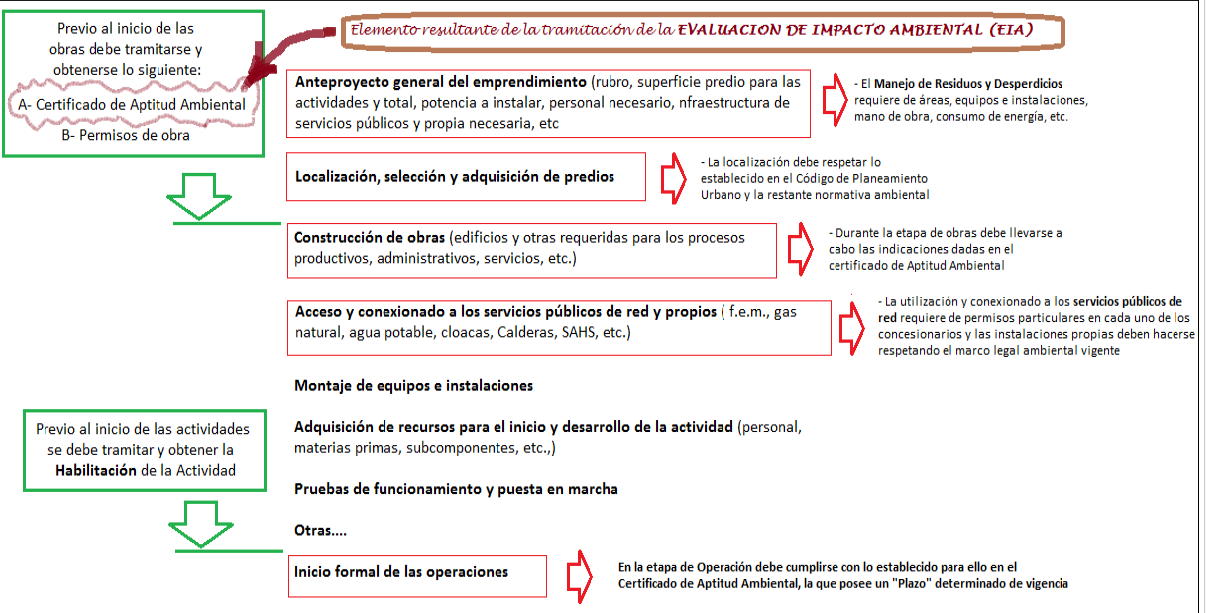 Previo al inicio de las
obras debe tramitarse y
obtenerse lo siguiente:
A- Certificado de Aptitud Ambiental
B- Permisos de obra
Elemento resultante de la tramitación de la EVALUACION DE IMPACTO AMBIENTAL (EIA)
Anteproyecto general del emprendimiento (rubro, superficie predio para las
actividades y total, potencia a instalar, personal necesario, nfraestructura de
servicios públicos y propia necesaria, etc
- El Manejo de Residuos y Desperdicios
requiere de áreas, equipos e instalaciones,
mano de obra, consumo de energía, etc.
Localización, selección y adquisición de predios
- La localización debe respetar lo
establecido en el Código de Planeamiento
Urbano y la restante normativa ambiental
Construcción de obras (edificios y otras requeridas para los procesos
productivos, administrativos, servicios, etc.)
- Durante la etapa de obras debe llevarse a
cabo las indicaciones dadas en el
certificado de Aptitud Ambiental
Acceso y conexionado a los servicios públicos de red y propios ( f.e.m., gas
natural, agua potable, cloacas, Calderas, SAHS, etc.)
- La utilización y conexionado a los servicios públicos de
red requiere de permisos particulares en cada uno de los
concesionarios y las instalaciones propias deben hacerse
respetando el marco legal ambiental vigente
Montaje de equipos e instalaciones
Previo al inicio de las actividades
se debe tramitar y obtener la
Habilitación de la Actividad
Adquisición de recursos para el inicio y desarrollo de la actividad (personal,
materias primas, subcomponentes, etc.,)
Pruebas de funcionamiento y puesta en marcha
Otras....
Inicio formal de las operaciones
En la etapa de Operación debe cumplirse con lo establecido para ello en el
Certificado de Aptitud Ambiental, la que posee un "Plazo" determinado de vigencia